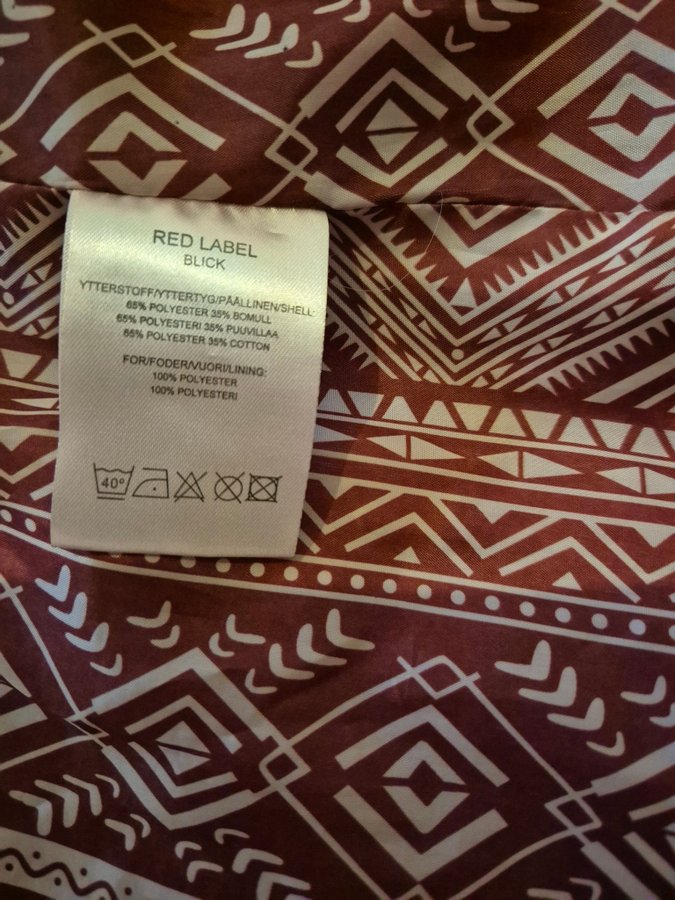 RED LABEL
BLICK
YTTERSTOFF/YTTERTYG/PÄÄLLINEN/SHELL:
65% POLYESTER 35% BOMULL
65% POLYESTERI 35% PUUVILLAA
65% POLYESTER 35% COTTON
FOR/FODER/VUORI/LINING:
100% POLYESTER
100% POLYESTERI
40°